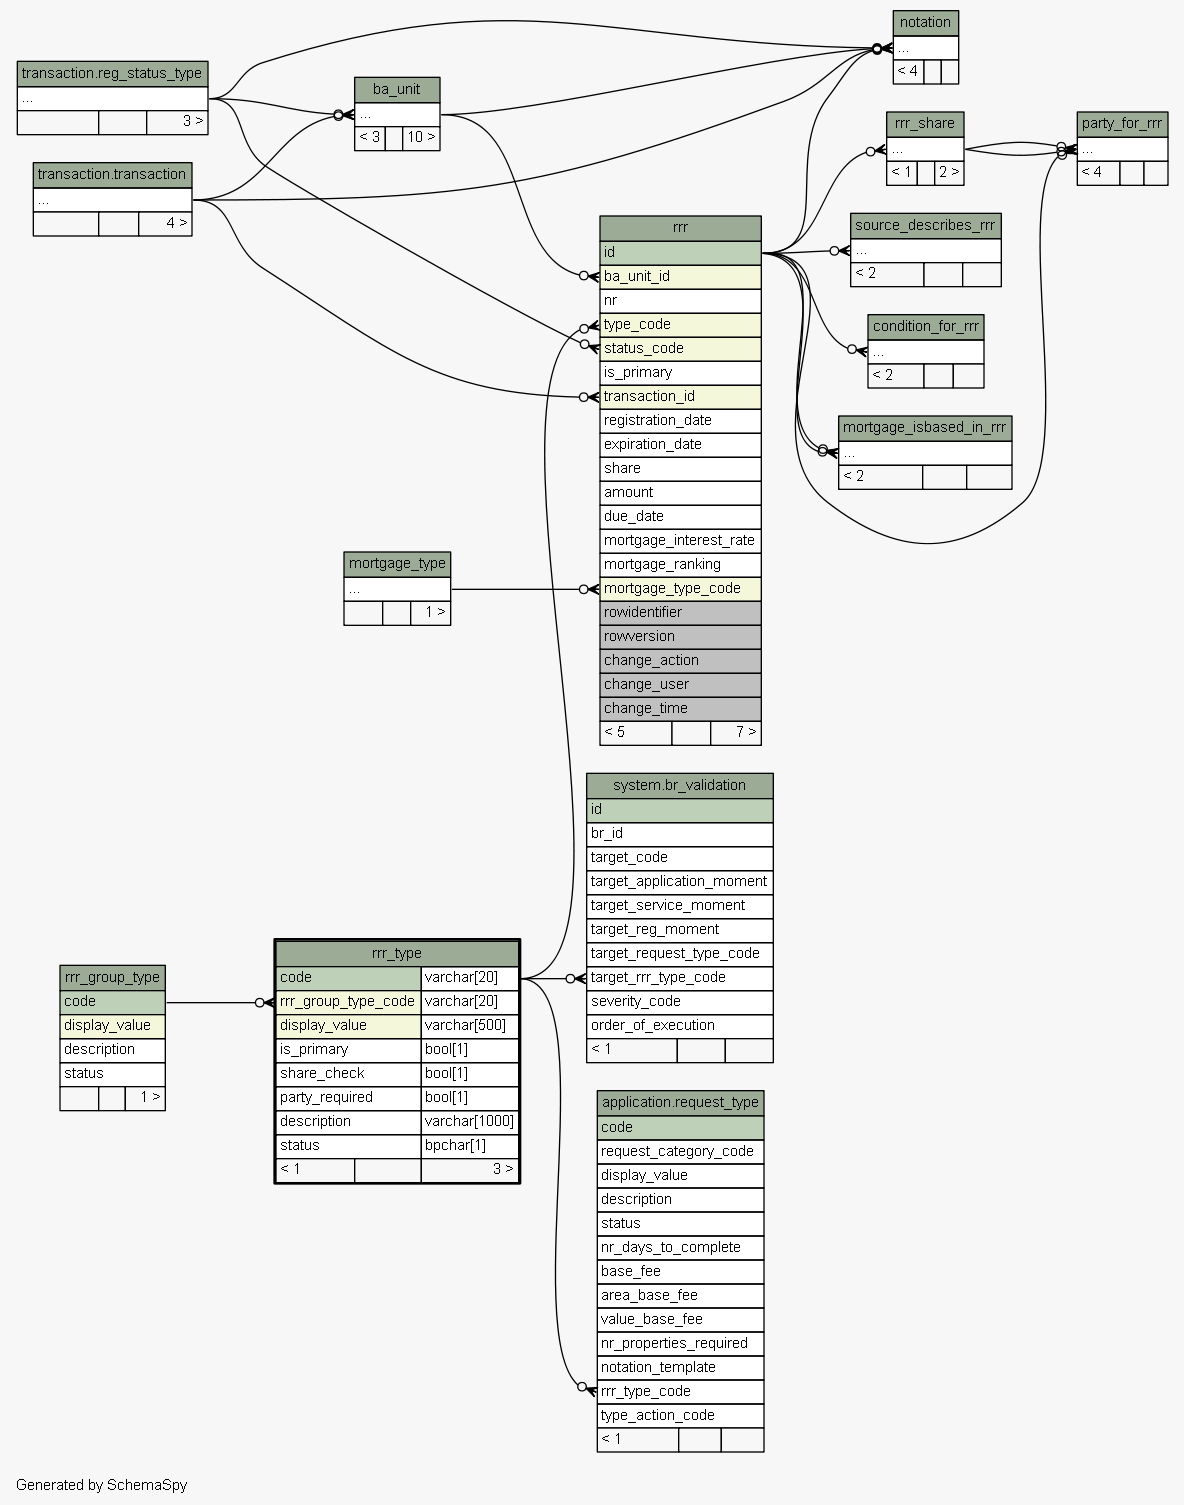 notation
...
< 4
transaction.reg_status_type
...
3 >
ba_unit
...
< 3 10 >
rrr_share
...
< 1 2 >
party_for_rrr
...
< 4
transaction.transaction
...
4 >
source_describes_rrr
...
< 2
condition_for_rrr
...
< 2
mortgage_isbased_in_rrr
...
< 2
rrr
id
ba_unit_id
nr
type_code
status_code
is_primary
transaction_id
registration_date
expiration_date
share
amount
due_date
mortgage_interest_rate
mortgage_ranking
mortgage_type_code
rowidentifier
rowversion
change_action
change_user
change_time
< 5 7 >
mortgage_type
...
1 >
system.br_validation
id
br_id
target_code
target_application_moment
target_service_moment
target_reg_moment
target_request_type_code
target_rrr_type_code
severity_code
order_of_execution
< 1
rrr_group_type
code
display_value
description
status
1 >
rrr_type
code varchar[20]
rrr_group_type_code varchar[20]
display_value varchar[500]
is_primary bool[1]
share_check bool[1]
party_required bool[1]
description varchar[1000]
status bpchar[1]
< 1 3 >
application.request_type
code
request_category_code
display_value
description
status
nr_days_to_complete
base_fee
area_base_fee
value_base_fee
nr_properties_required
notation_template
rrr_type_code
type_action_code
< 1
Generated by SchemaSpy